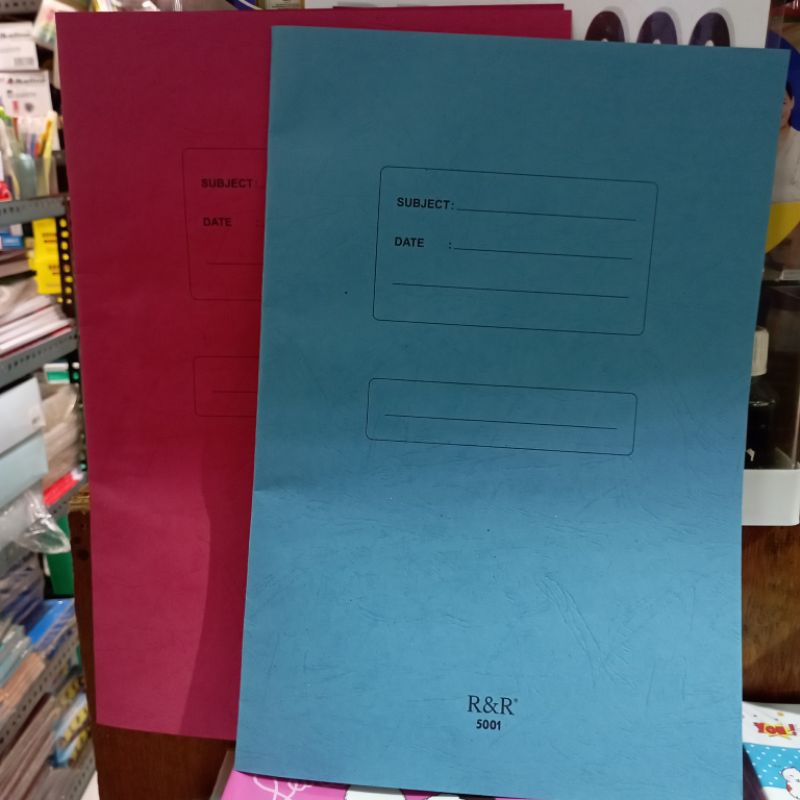 SUBJECT:
DATE
SUBJECT:
DATE :
R&R®
5001